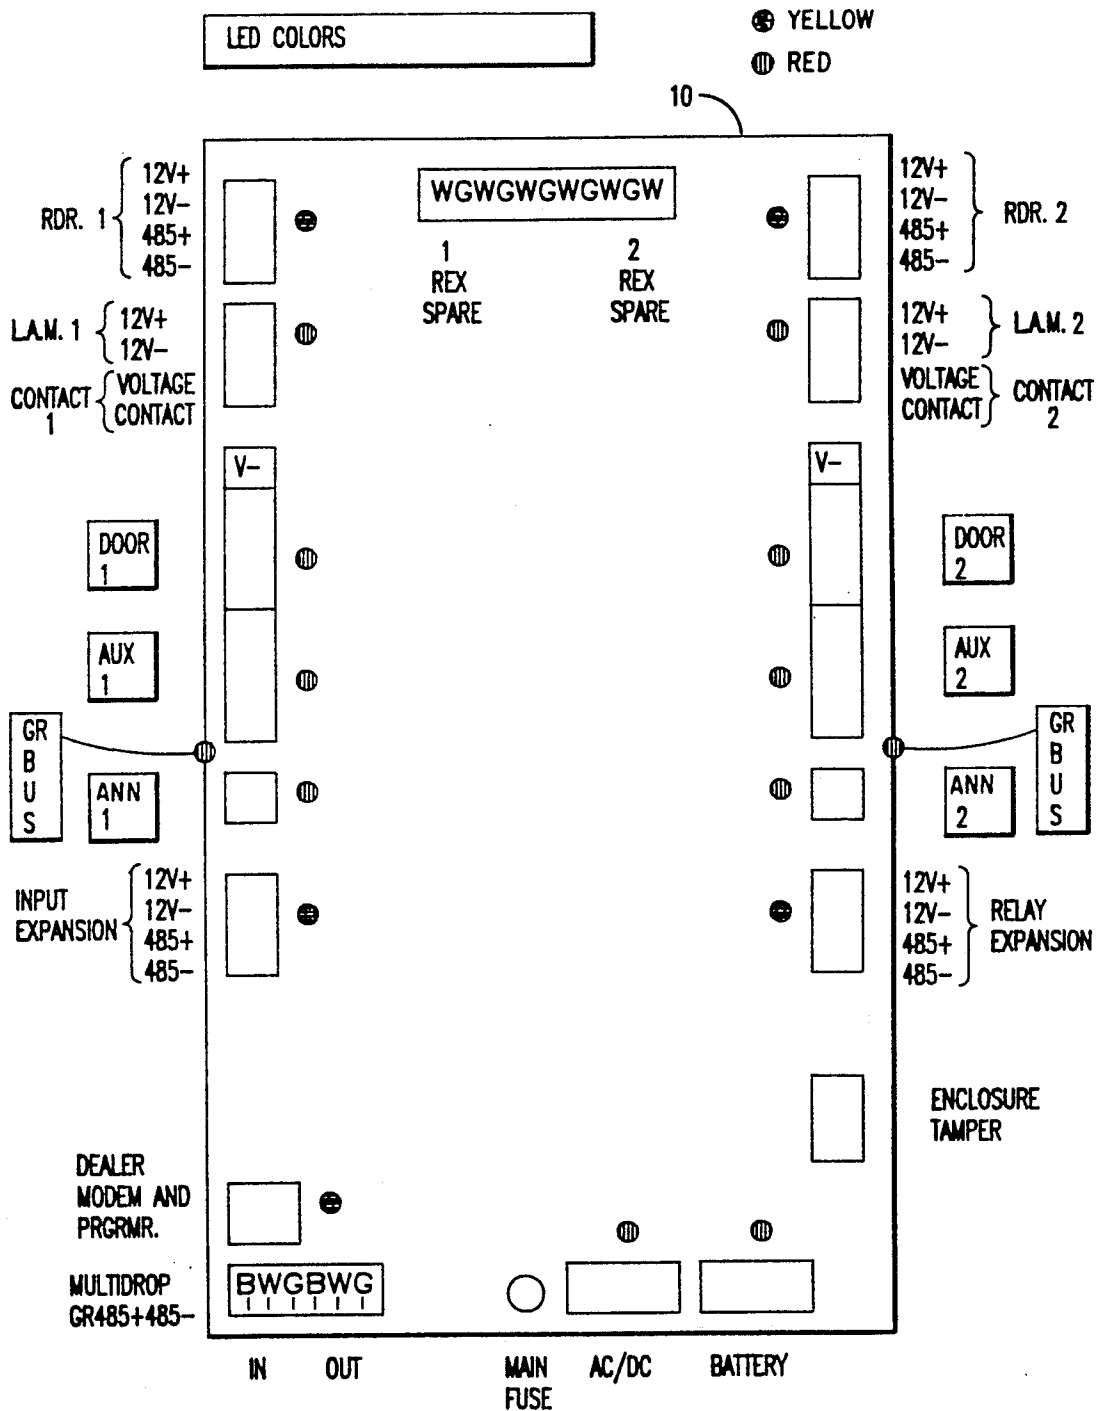 LED COLORS
YELLOW
RED
10
RDR. 1
12V+
12V-
485+
485-
WGWGWGWGWGW
1
REX
SPARE
2
REX
SPARE
12V+
12V-
485+
485-
RDR. 2
L.A.M. 1
12V+
12V-
12V+
12V-
L.A.M. 2
CONTACT
1
VOLTAGE
CONTACT
VOLTAGE
CONTACT
CONTACT
2
V-
V-
DOOR
1
DOOR
2
AUX
1
AUX
2
GR
B
U
S
ANN
1
ANN
2
GR
B
U
S
INPUT
EXPANSION
12V+
12V-
485+
485-
12V+
12V-
485+
485-
RELAY
EXPANSION
ENCLOSURE
TAMPER
DEALER
MODEM AND
PRGRMR.
MULTIDROP
GR485+485-
BWGBWG
IN
OUT
MAIN
FUSE
AC/DC
BATTERY